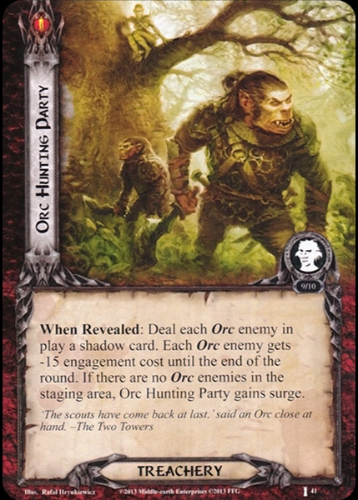 ORC HUNTING PARTY
9/10
When Revealed: Deal each Orc enemy in
play a shadow card. Each Orc enemy gets
-15 engagement cost until the end of the
round. If there are no Orc enemies in the
staging area, Orc Hunting Party gains surge.
'The scouts have come back at last,' said an Orc close at
hand. –The Two Towers
TREACHERY
Illus. Rafał Hrynkiewicz
©2013 Middle-earth Enterprises ©2013 FFG
41